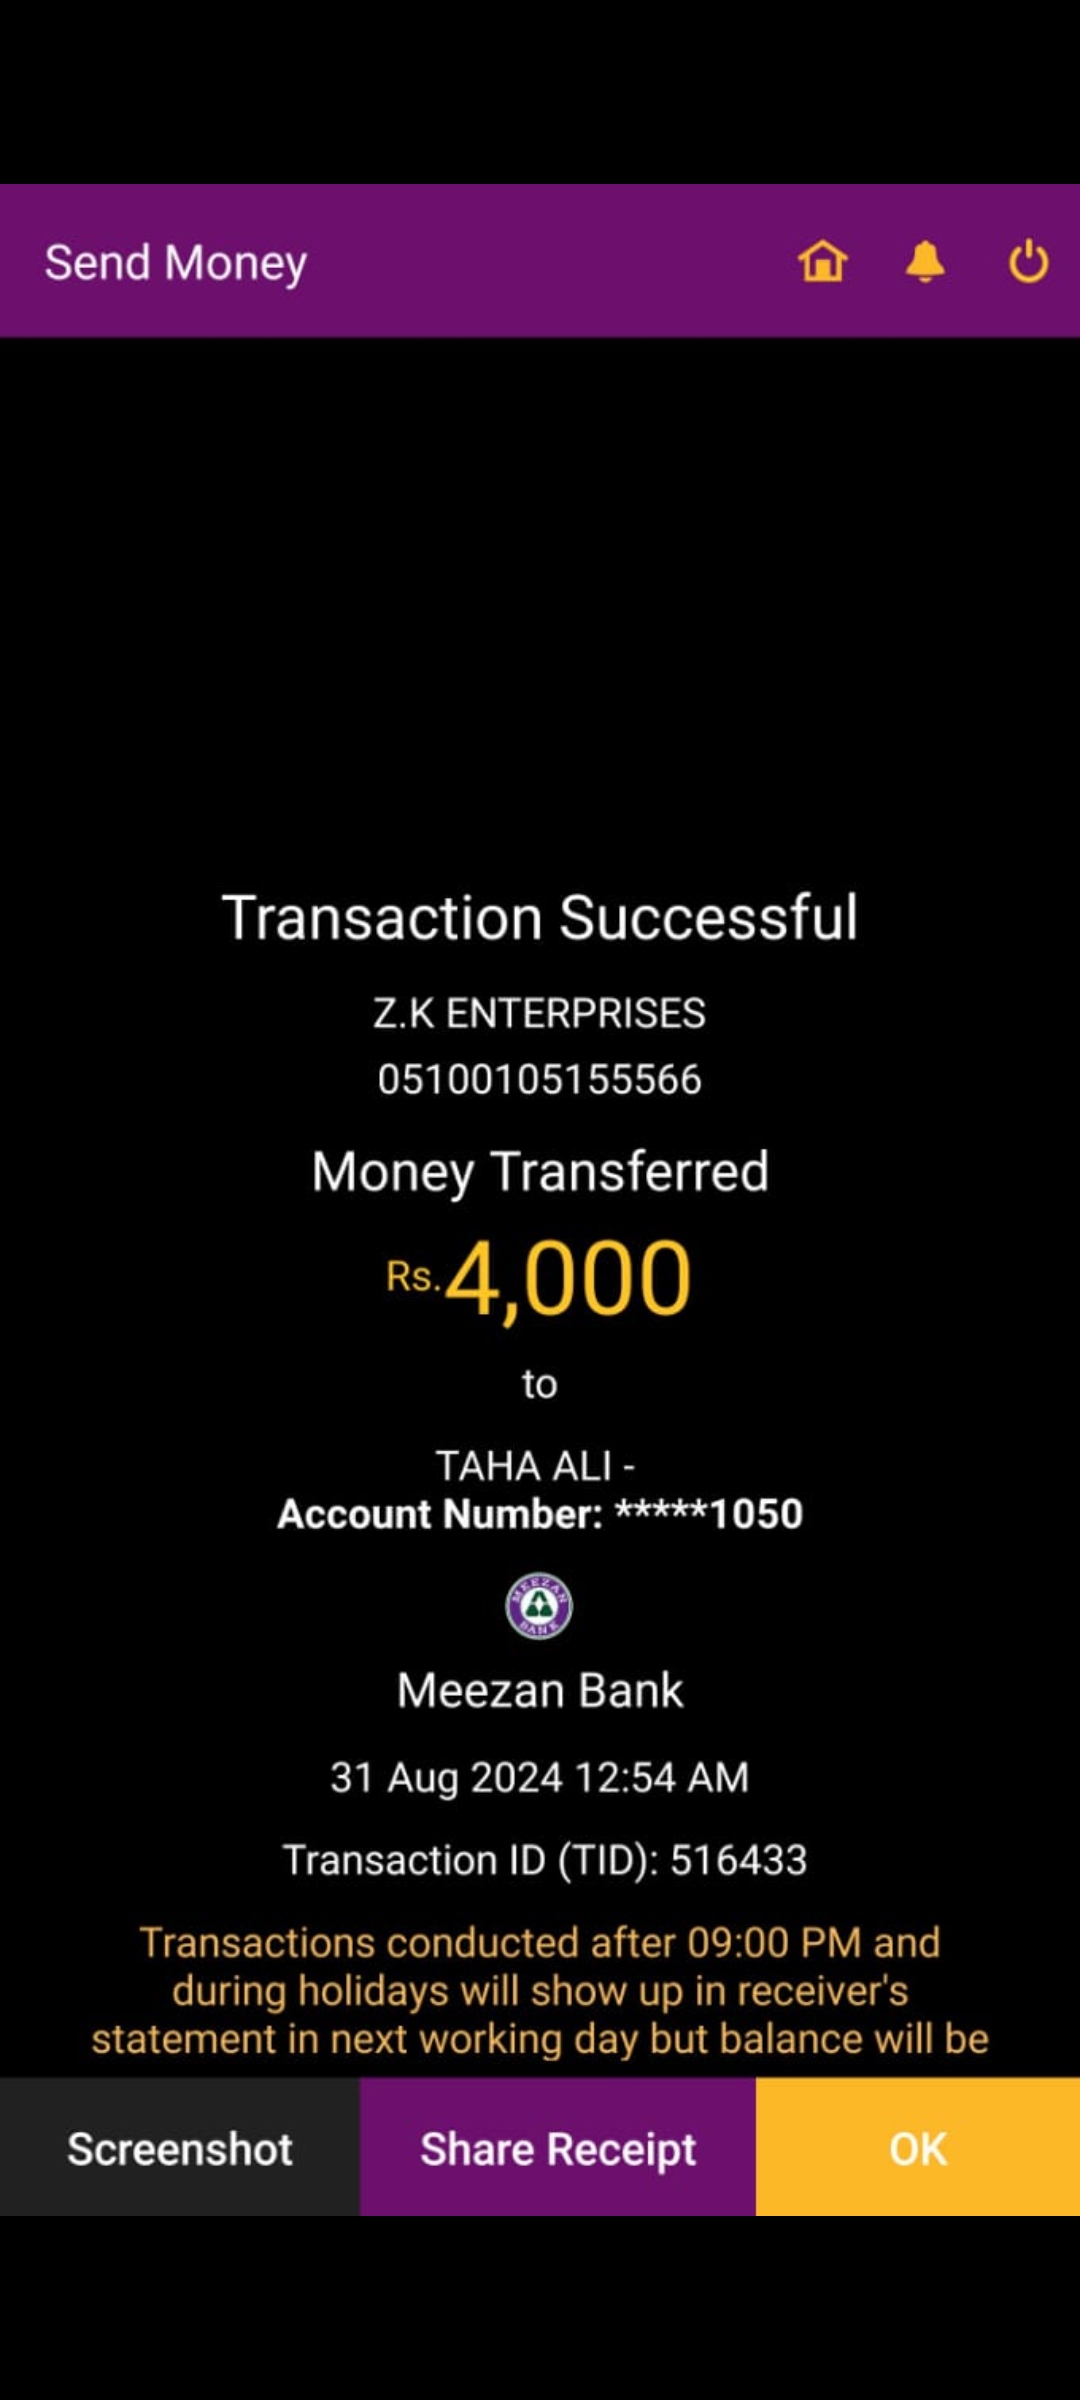 Send Money
Transaction Successful
Z.K ENTERPRISES
05100105155566
Money Transferred
Rs.4,000
to
TAHA ALI -
Account Number: *****1050
MEEZAN
BANK
Meezan Bank
31 Aug 2024 12:54 AM
Transaction ID (TID): 516433
Transactions conducted after 09:00 PM and
during holidays will show up in receiver's
statement in next working day but balance will be
Screenshot
Share Receipt
OK